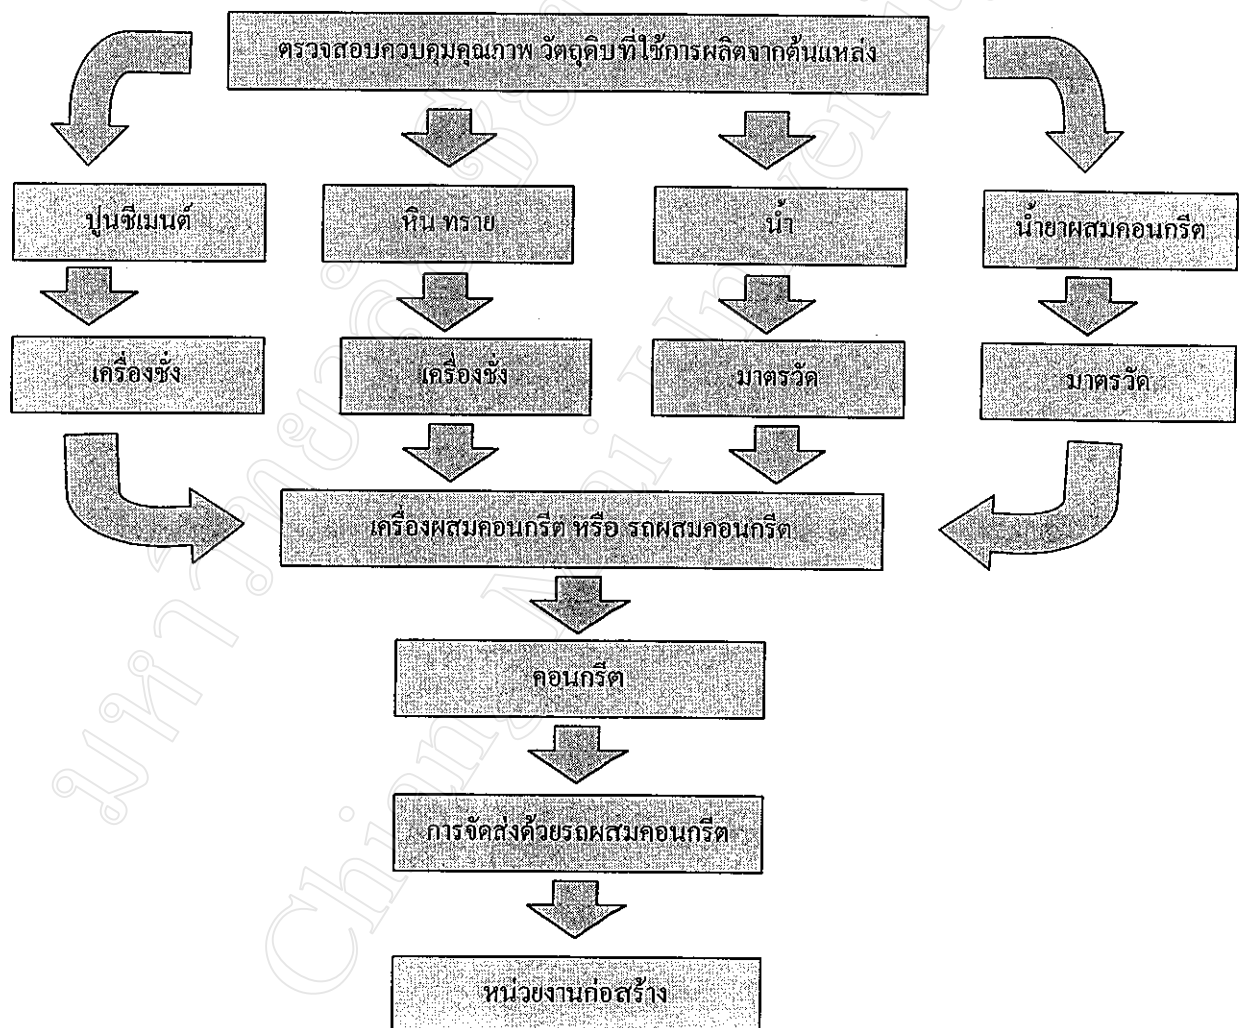 ตรวจสอบควบคุมคุณภาพ วัตถุดิบที่ใช้การผลิตจากต้นแหล่ง
ปูนซีเมนต์
หิน ทราย
น้ำ
น้ำยาผสมคอนกรีต
เครื่องชั่ง
เครื่องชั่ง
มาตรวัด
มาตรวัด
เครื่องผสมคอนกรีต หรือ รถผสมคอนกรีต
คอนกรีต
การจัดส่งด้วยรถผสมคอนกรีต
หน่วยงานก่อสร้าง